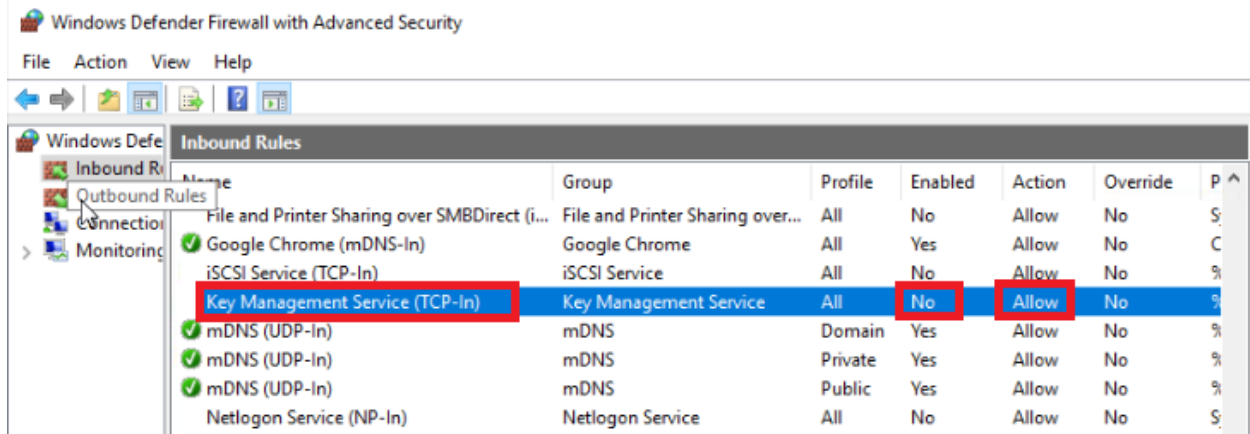 Windows Defender Firewall with Advanced Security
File Action View Help
Windows Defe
Inbound Rules
Inbound R
Outbound Rules
Connection
Monitoring
Name Group Profile Enabled Action Override P
File and Printer Sharing over SMBDirect (i... File and Printer Sharing over... All No Allow No S
Google Chrome (mDNS-In) Google Chrome All Yes Allow No C
iSCSI Service (TCP-In) iSCSI Service All No Allow No %
Key Management Service (TCP-In) Key Management Service All No Allow No %
mDNS (UDP-In) mDNS Domain Yes Allow No %
mDNS (UDP-In) mDNS Private Yes Allow No %
mDNS (UDP-In) mDNS Public Yes Allow No %
Netlogon Service (NP-In) Netlogon Service All No Allow No S